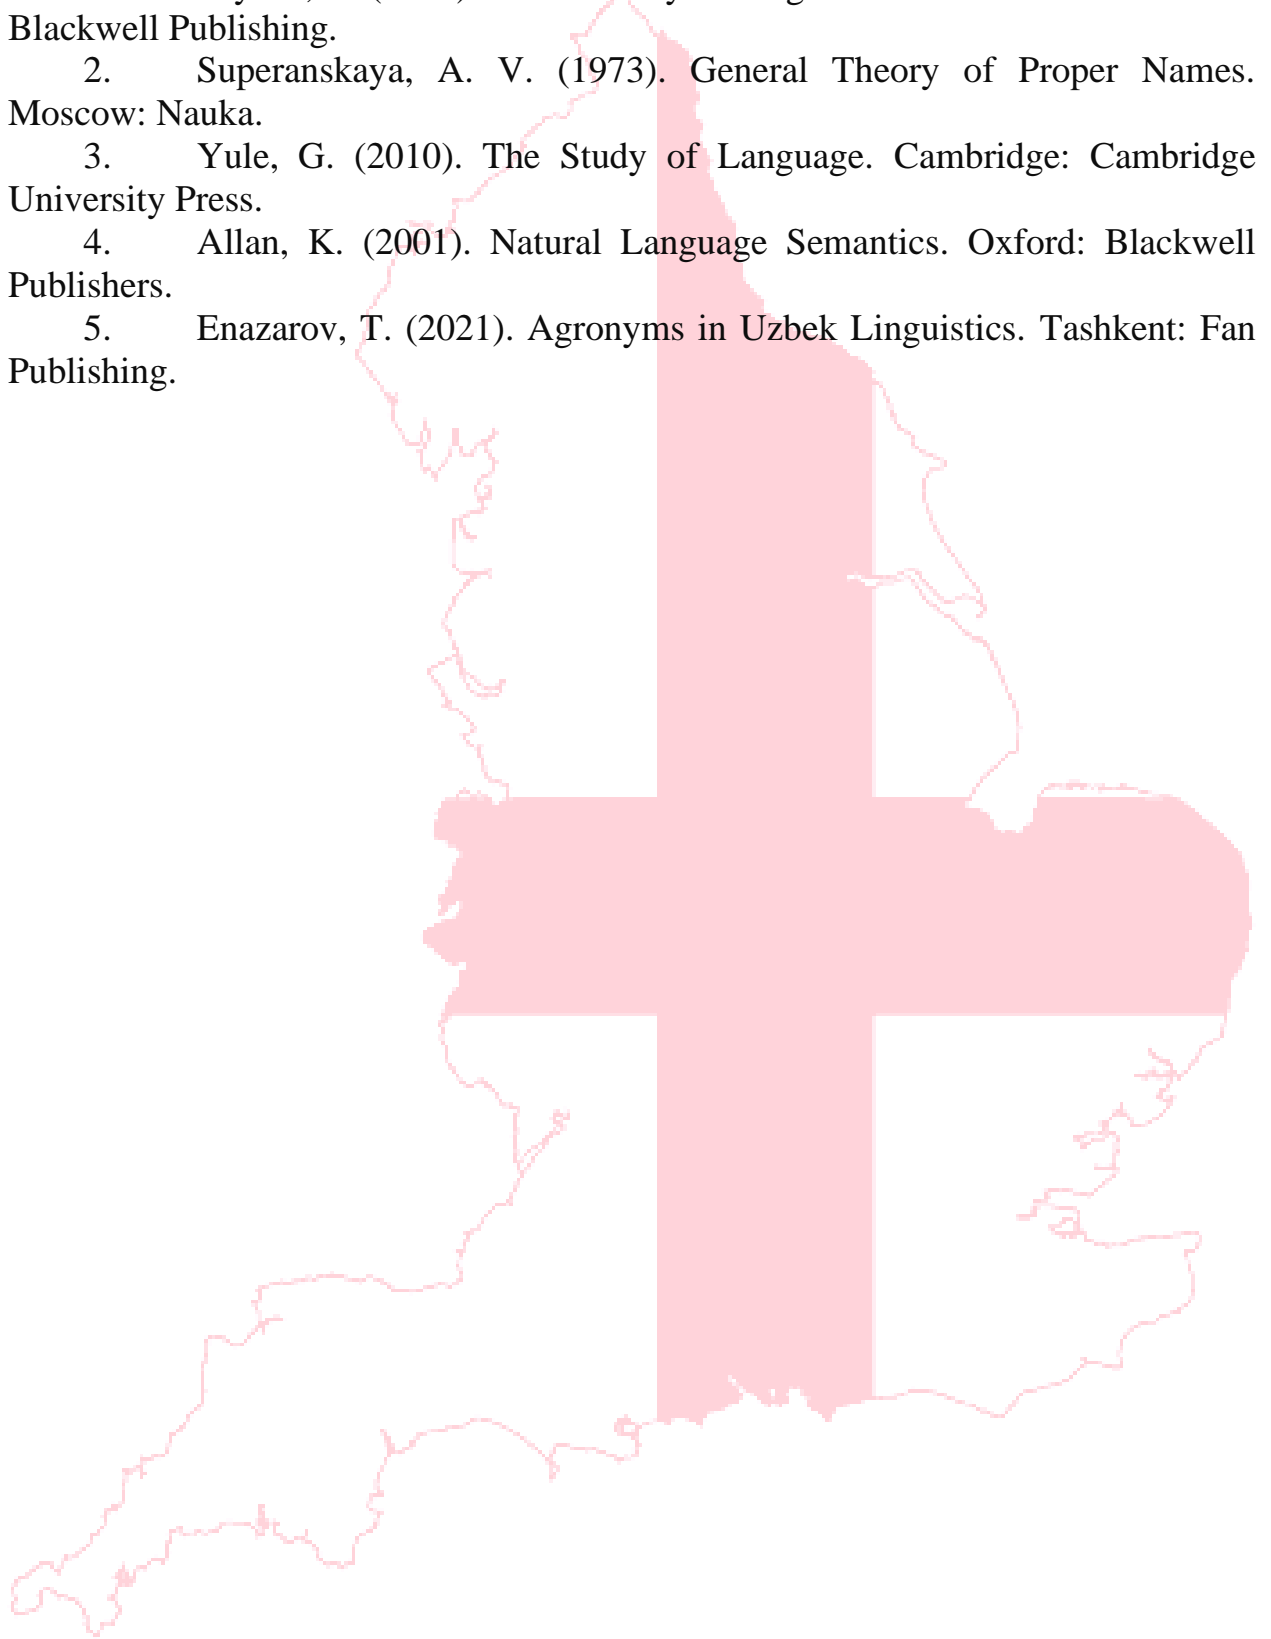 Blackwell Publishing.
2. Superanskaya, A. V. (1973). General Theory of Proper Names.
Moscow: Nauka.
3. Yule, G. (2010). The Study of Language. Cambridge: Cambridge
University Press.
4. Allan, K. (2001). Natural Language Semantics. Oxford: Blackwell
Publishers.
5. Enazarov, T. (2021). Agronyms in Uzbek Linguistics. Tashkent: Fan
Publishing.